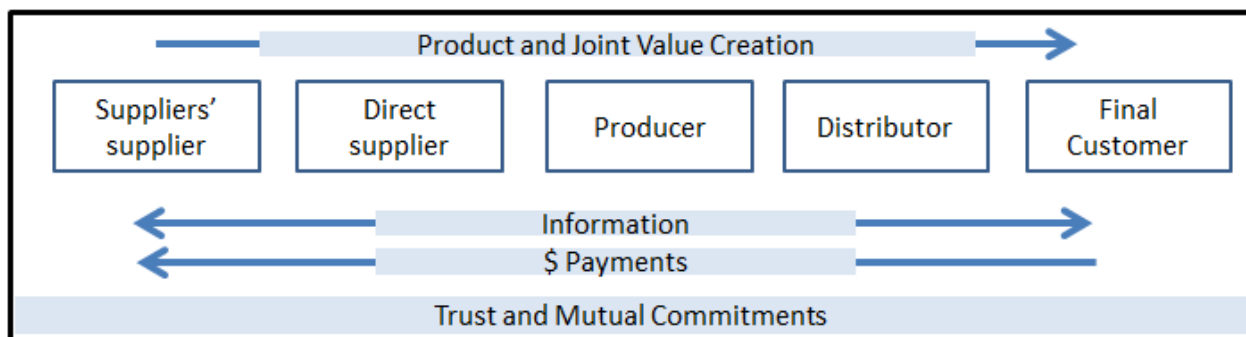 Product and Joint Value Creation
Suppliers'
supplier
Direct
supplier
Producer
Distributor
Final
Customer
Information
$ Payments
Trust and Mutual Commitments